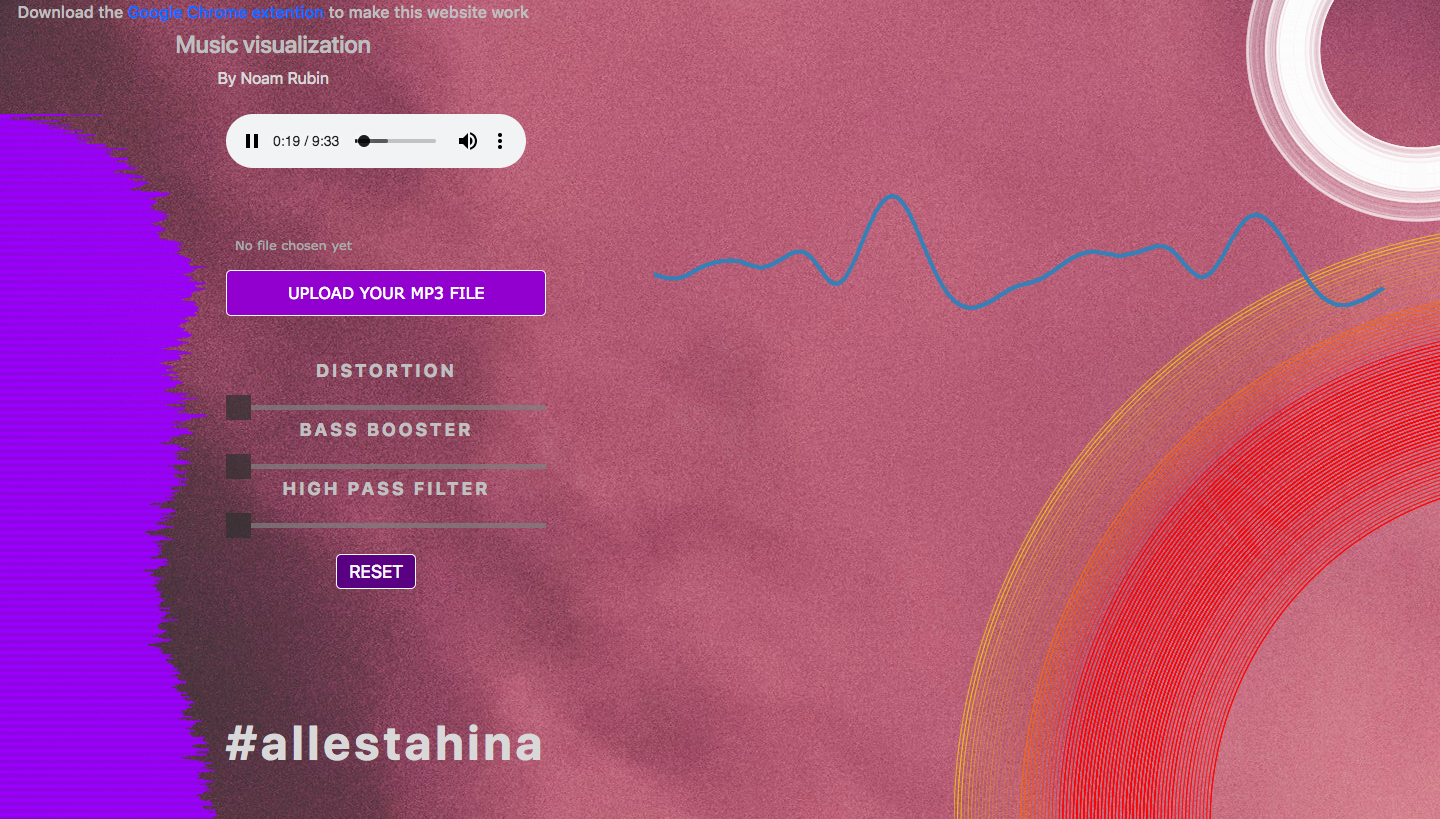 Download the Google Chrome extention to make this website work
Music visualization
By Noam Rubin
0:19 / 9:33
No file chosen yet
UPLOAD YOUR MP3 FILE
DISTORTION
BASS BOOSTER
HIGH PASS FILTER
RESET
#allestahina